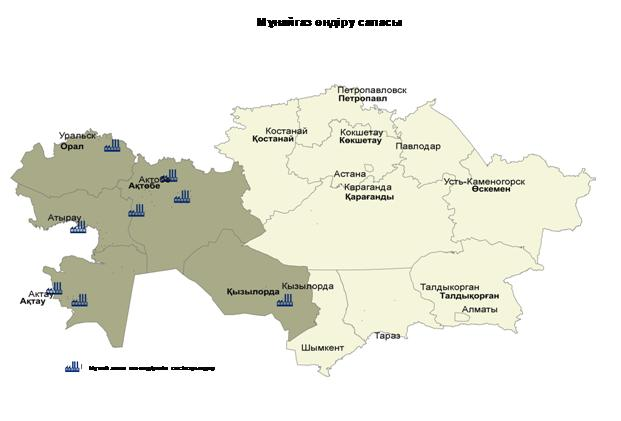 Мұнайгаз өндіру сапасы
Петропавловск
Петропавл
Костанай
Қостанай
Кокшетау
Көкшетау
Павлодар
Уральск
Орал
Актобе
Ақтөбе
Астана
Караганда
Қарағанды
Усть-Каменогорск
Өскемен
Атырау
Актау
Ақтау
Қызылорда
Кызылорда
Талдыкорган
Талдықорған
Алматы
Тараз
Шымкент